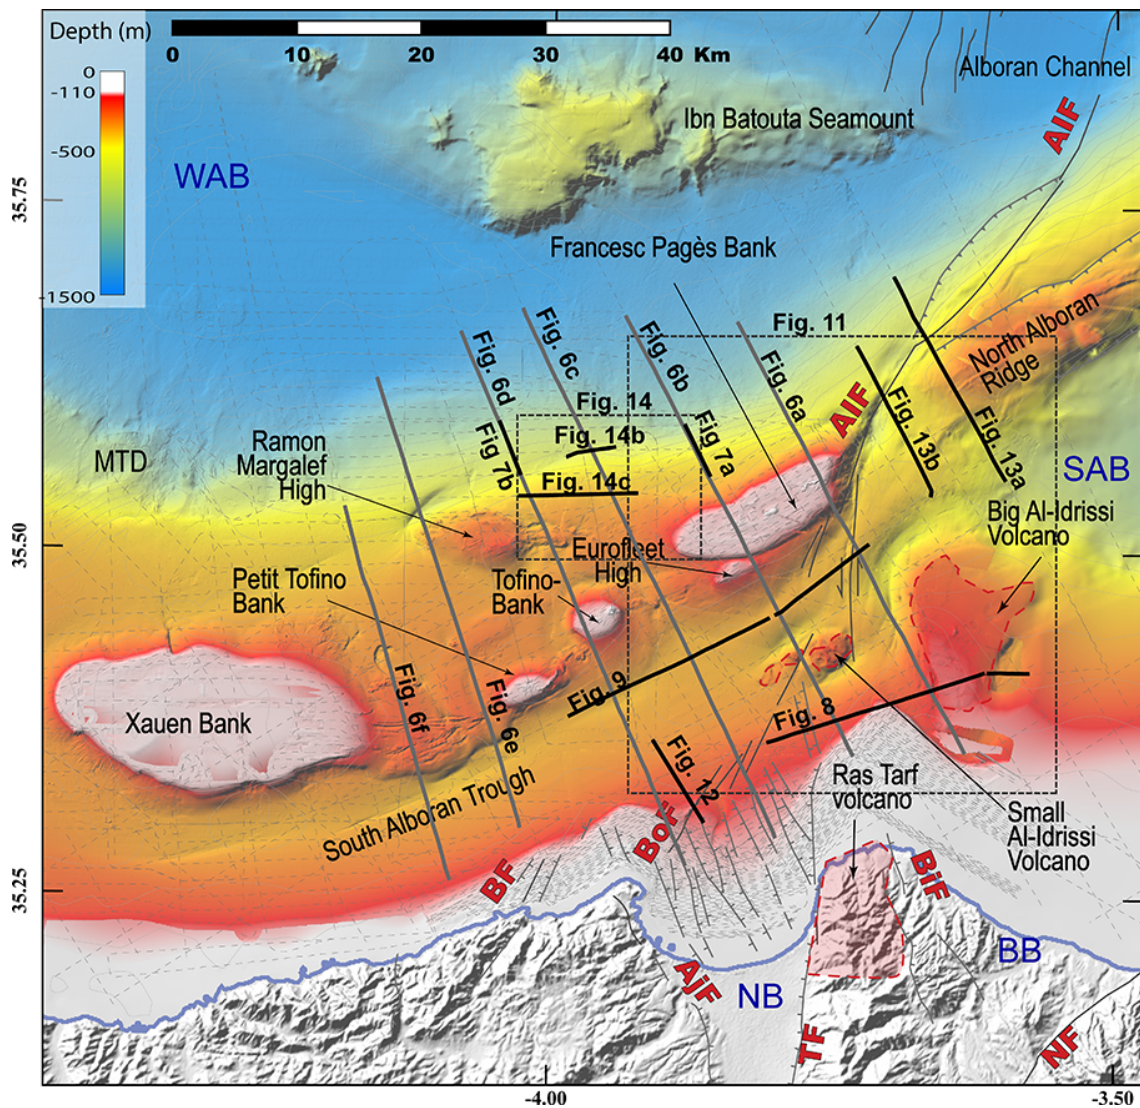 Depth (m)
0
-110
-500
-1500
0
10
20
30
40 Km
Alboran Channel
Ibn Batouta Seamount
AIF
WAB
35.75
Francesc Pagès Bank
Fig. 11
North Alboran
Ridge
Fig. 6d
Fig. 6c
Fig. 6b
Fig. 6a
Fig. 14
Fig. 14b
Fig. 14c
Fig 7b
Fig 7a
AIF
Fig. 13b
Fig. 13a
SAB
Ramon
Margalef
High
MTD
Big Al-Idrissi
Volcano
35.50
Eurofleet
High
Petit Tofino
Bank
Tofino-
Bank
Fig. 9
Fig. 6f
Fig. 6e
Xauen Bank
Fig. 8
Fig. 12
South Alboran Trough
Ras Tarf
volcano
Small
Al-Idrissi
Volcano
BoF
BF
BiF
35.25
AjF
NB
BB
TF
NF
-4.00
-3.50